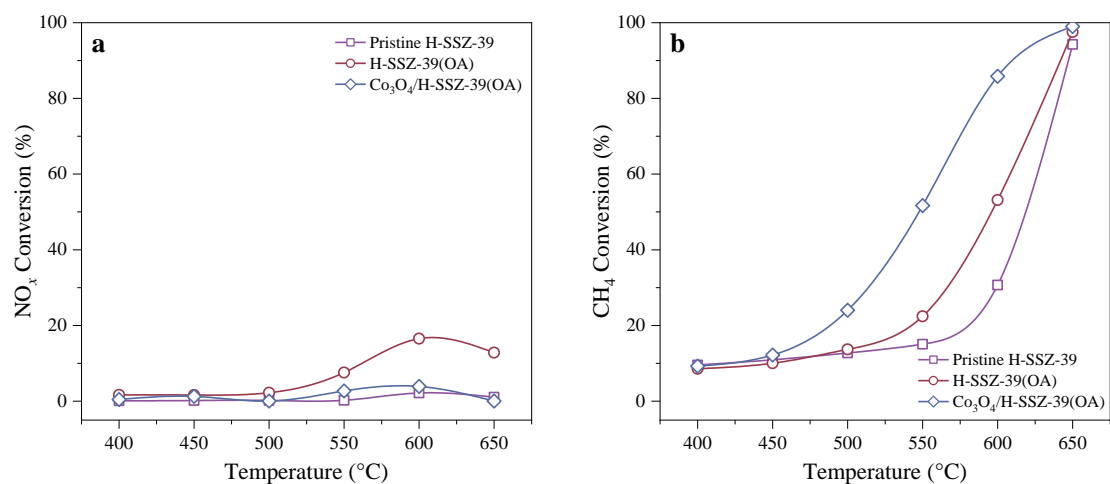 a
Pristine H-SSZ-39
H-SSZ-39(OA)
Co₃O₄/H-SSZ-39(OA)
NOₓ Conversion (%)
100
80
60
40
20
0
400 450 500 550 600 650
Temperature (°C)
b
CH₄ Conversion (%)
100
80
60
40
20
0
Pristine H-SSZ-39
H-SSZ-39(OA)
Co₃O₄/H-SSZ-39(OA)
400 450 500 550 600 650
Temperature (°C)